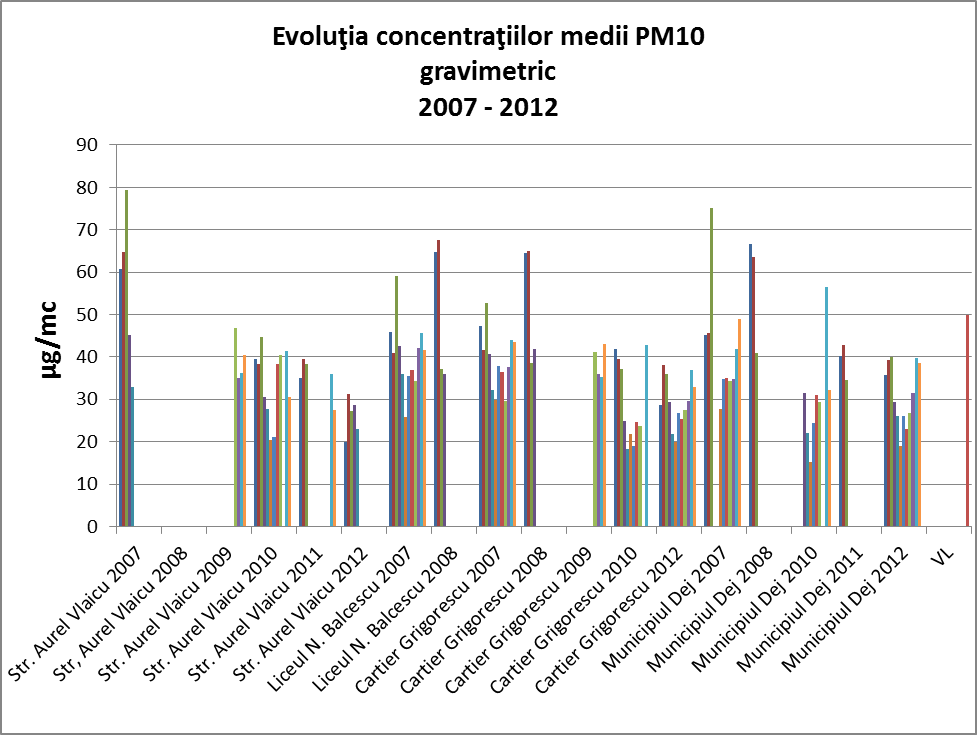 Evoluţia concentraţiilor medii PM10
gravimetric
2007 - 2012
µg/mc
90
80
70
60
50
40
30
20
10
0
Str. Aurel Vlaicu 2007
Str, Aurel Vlaicu 2008
Str. Aurel Vlaicu 2009
Str. Aurel Vlaicu 2010
Str. Aurel Vlaicu 2011
Str. Aurel Vlaicu 2012
Liceul N. Balcescu 2007
Liceul N. Balcescu 2008
Cartier Grigorescu 2007
Cartier Grigorescu 2008
Cartier Grigorescu 2009
Cartier Grigorescu 2010
Cartier Grigorescu 2012
Municipiul Dej 2007
Municipiul Dej 2008
Municipiul Dej 2010
Municipiul Dej 2011
Municipiul Dej 2012
VL